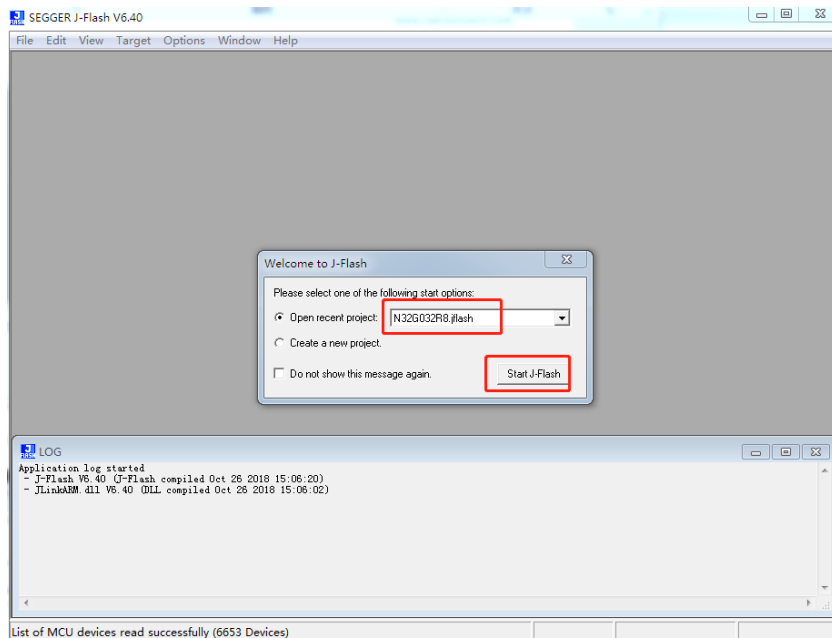 SEGGER J-Flash V6.40
File Edit View Target Options Window Help
Welcome to J-Flash
Please select one of the following start options:
Open recent project: N32G032R8.jflash
Create a new project.
Do not show this message again. Start J-Flash
LOG
Application log started
- J-Flash V6.40 (J-Flash compiled Oct 26 2018 15:06:20)
- JLinkARM.dll V6.40 (DLL compiled Oct 26 2018 15:06:02)
List of MCU devices read successfully (6653 Devices)